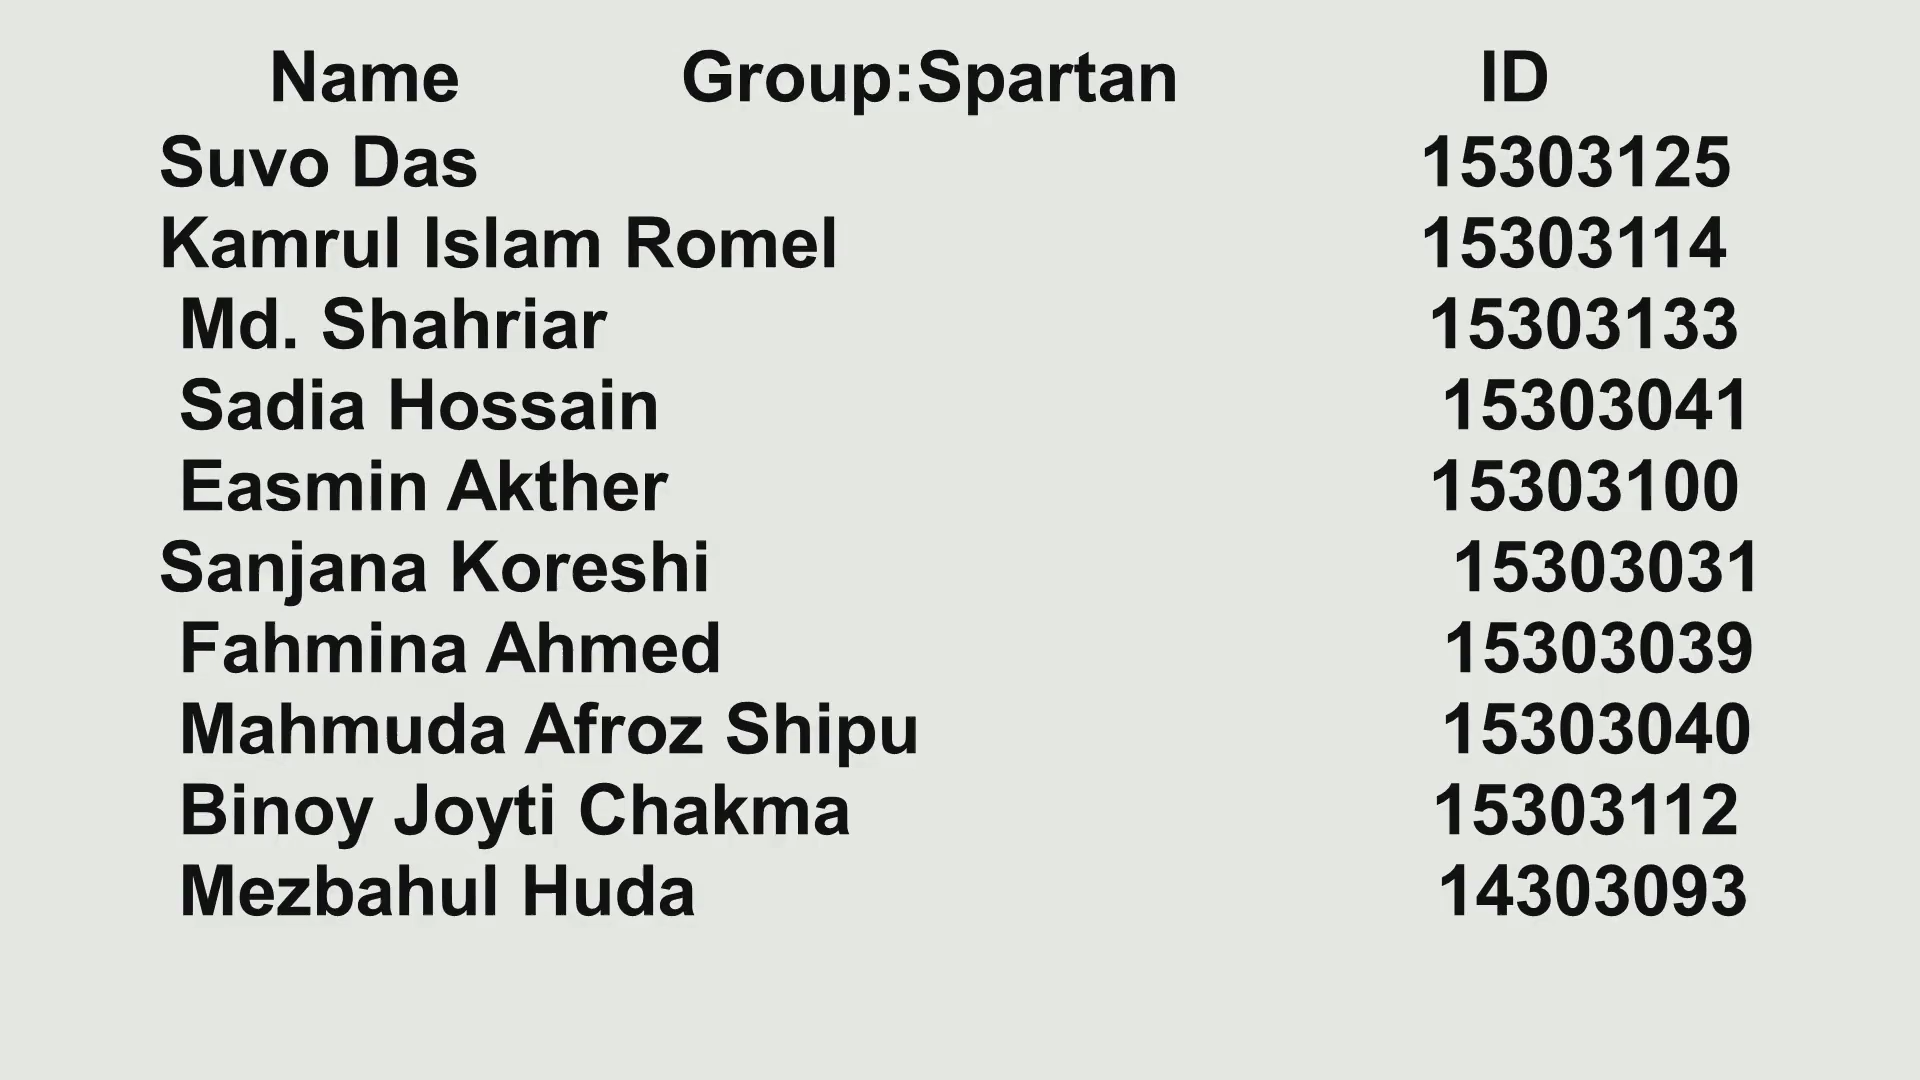 Name Group:Spartan ID
Suvo Das 15303125
Kamrul Islam Romel 15303114
Md. Shahriar 15303133
Sadia Hossain 15303041
Easmin Akther 15303100
Sanjana Koreshi 15303031
Fahmina Ahmed 15303039
Mahmuda Afroz Shipu 15303040
Binoy Joyti Chakma 15303112
Mezbahul Huda 14303093